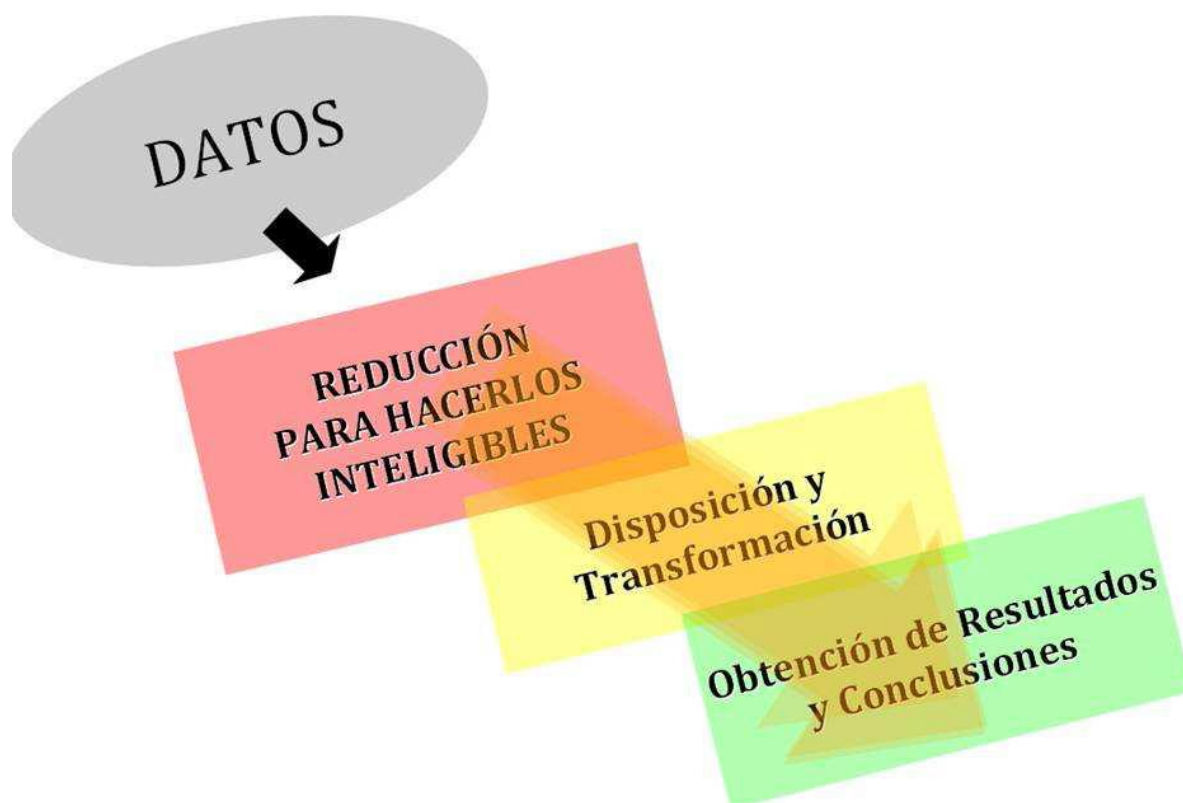 DATOS
REDUCCIÓN
PARA HACERLOS
INTELIGIBLES
Disposición y
Transformación
Obtención de Resultados
y Conclusiones